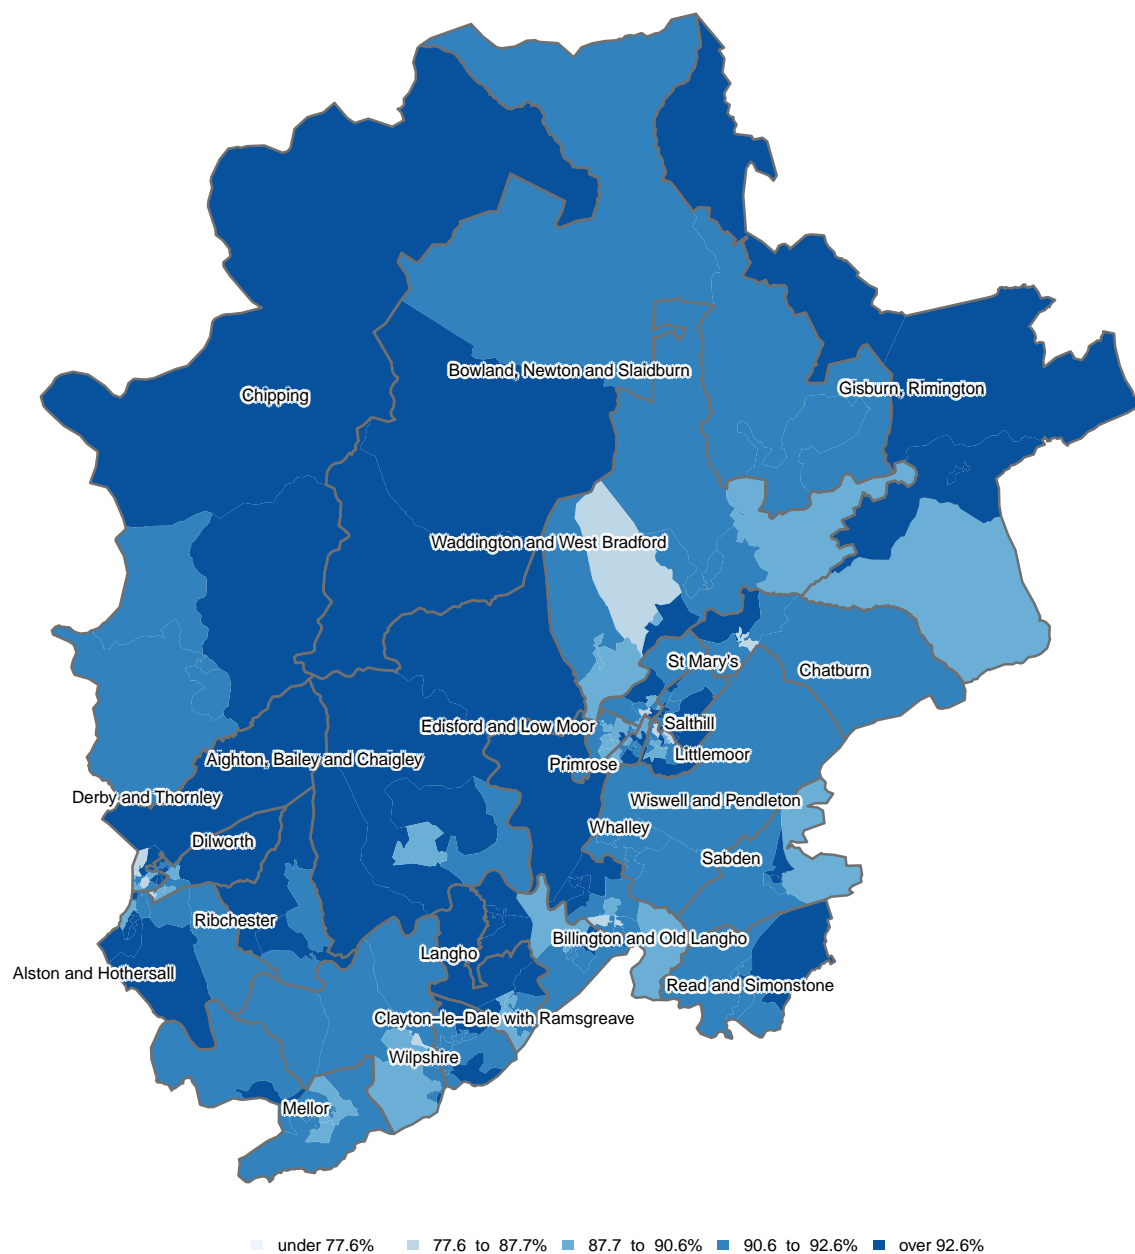 Bowland, Newton and Slaidburn
Gisburn, Rimington
Chipping
Waddington and West Bradford
St Mary's
Chatburn
Edisford and Low Moor
Salthill
Littlemoor
Primrose
Aighton, Bailey and Chaigley
Derby and Thornley
Wiswell and Pendleton
Whalley
Dilworth
Sabden
Ribchester
Billington and Old Langho
Langho
Alston and Hothersall
Read and Simonstone
Clayton–le–Dale with Ramsgreave
Wilpshire
Mellor
under 77.6% 77.6 to 87.7% 87.7 to 90.6% 90.6 to 92.6% over 92.6%